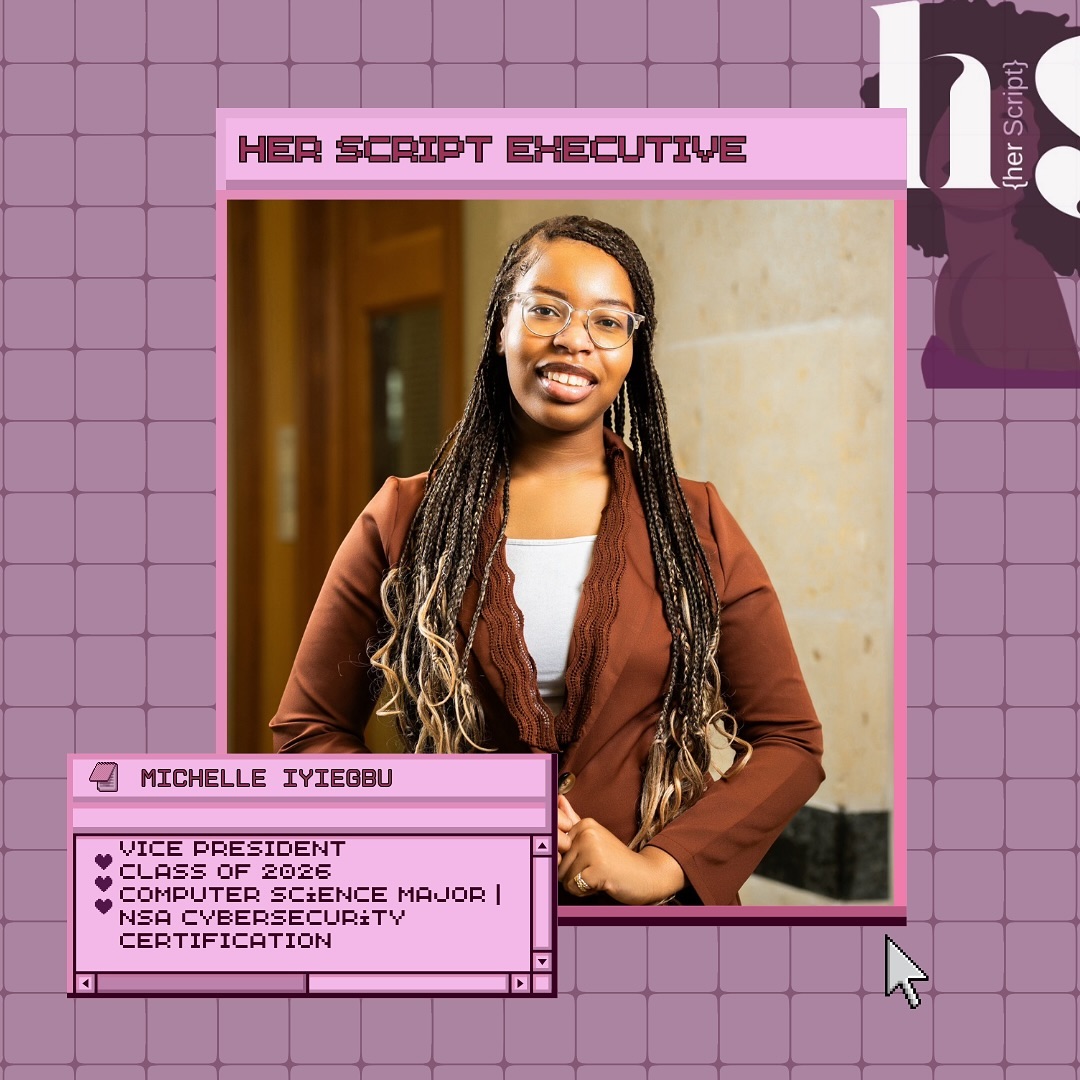 hs
{her Script}
HER SCRIPT EXECUTIVE
MICHELLE IYIEGBU
VICE PRESIDENT
CLASS OF 2026
COMPUTER SCiENCE MAJOR |
NSA CYBERSECURiTY
CERTIFICATION